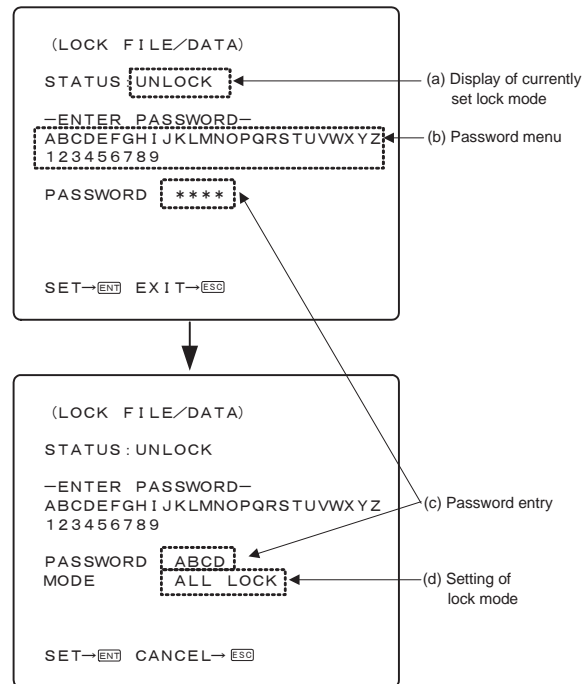 (LOCK FILE/DATA)
STATUS:UNLOCK
(a) Display of currently
set lock mode
—ENTER PASSWORD—
ABCDEFGHIJKLMNOPQRSTUVWXYZ
123456789
(b) Password menu
PASSWORD ****
SET→ENT EXIT→ESC
(LOCK FILE/DATA)
STATUS:UNLOCK
—ENTER PASSWORD—
ABCDEFGHIJKLMNOPQRSTUVWXYZ
123456789
(c) Password entry
PASSWORD ABCD
MODE ALL LOCK
(d) Setting of
lock mode
SET→ENT CANCEL→ESC